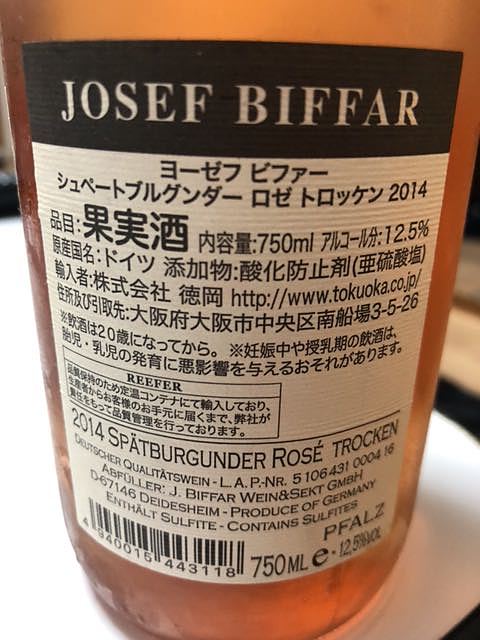 JOSEF BIFFAR
ヨーゼフ ビファー
シュペートブルグンダー ロゼ トロッケン 2014
品目:果実酒 内容量:750ml アルコール分:12.5%
原産国名:ドイツ 添加物:酸化防止剤(亜硫酸塩)
輸入者:株式会社 徳岡 http://www.tokuoka.co.jp/
住所及び引取先:大阪府大阪市中央区南船場3-5-26
※飲酒は20歳になってから。 ※妊娠中や授乳期の飲酒は、
胎児・乳児の発育に悪影響を与えるおそれがあります。
REEFER
品質保持のため定温コンテナにて輸入しており、
生産者からお客様のお手元に届くまで、弊社が
責任をもって品質管理を行っております。
2014 SPÄTBURGUNDER ROSÉ TROCKEN
DEUTSCHER QUALITÄTSWEIN - L.A.P.-NR. 5 106 431 0004 16
ABFÜLLER: J. BIFFAR WEIN&SEKT GMBH
D-67146 DEIDESHEIM - PRODUCE OF GERMANY
ENTHÄLT SULFITE - CONTAINS SULFITES
PFALZ
4 940016 443118 750ML e - 12,5%VOL